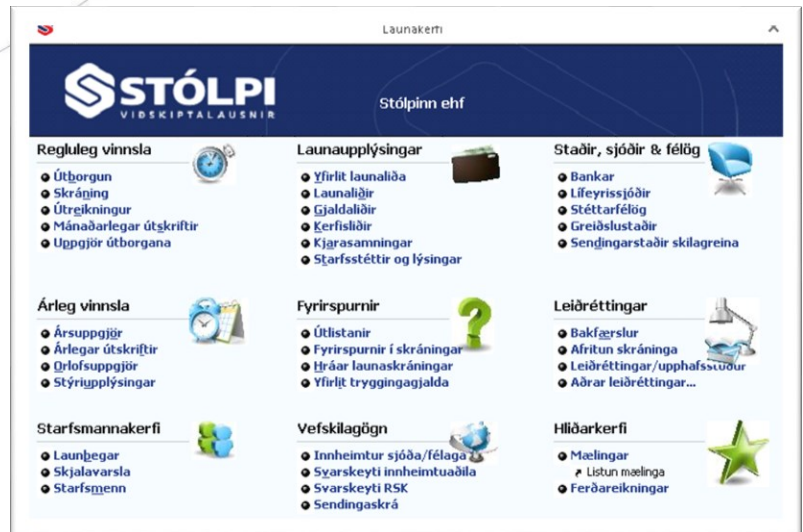 Launakerfi
STÓLPI
VIÐSKIPTALAUSNIR
Stólpinn ehf
Regluleg vinnsla
Útborgun
Skráning
Útreikningur
Mánaðarlegar útskriftir
Uppgjör útborgana
Launaupplýsingar
Yfirlit launaliða
Launaliðir
Gjaldaliðir
Kerfisliðir
Kjarasamningar
Starfsstéttir og lýsingar
Staðir, sjóðir & félög
Bankar
Lífeyrissjóðir
Stéttarfélög
Greiðslustaðir
Sendingarstaðir skilagreina
Árleg vinnsla
Ársuppgjör
Árlegar útskriftir
Orlofsuppgjör
Stýriupplýsingar
Fyrirspurnir
Útlistanir
Fyrirspurnir í skráningar
Hráar launaskráningar
Yfirlit tryggingagjalda
Leiðréttingar
Bakfærslur
Afritun skráninga
Leiðréttingar/upphafsstöður
Aðrar leiðréttingar...
Starfsmannakerfi
Launþegar
Skjalavarsla
Starfsmenn
Vefskilagögn
Innheimtur sjóða/félaga
Svarskeyti innheimtuaðila
Svarskeyti RSK
Sendingaskrá
Hliðarkerfi
Mælingar
Listun mælinga
Ferðareikningar